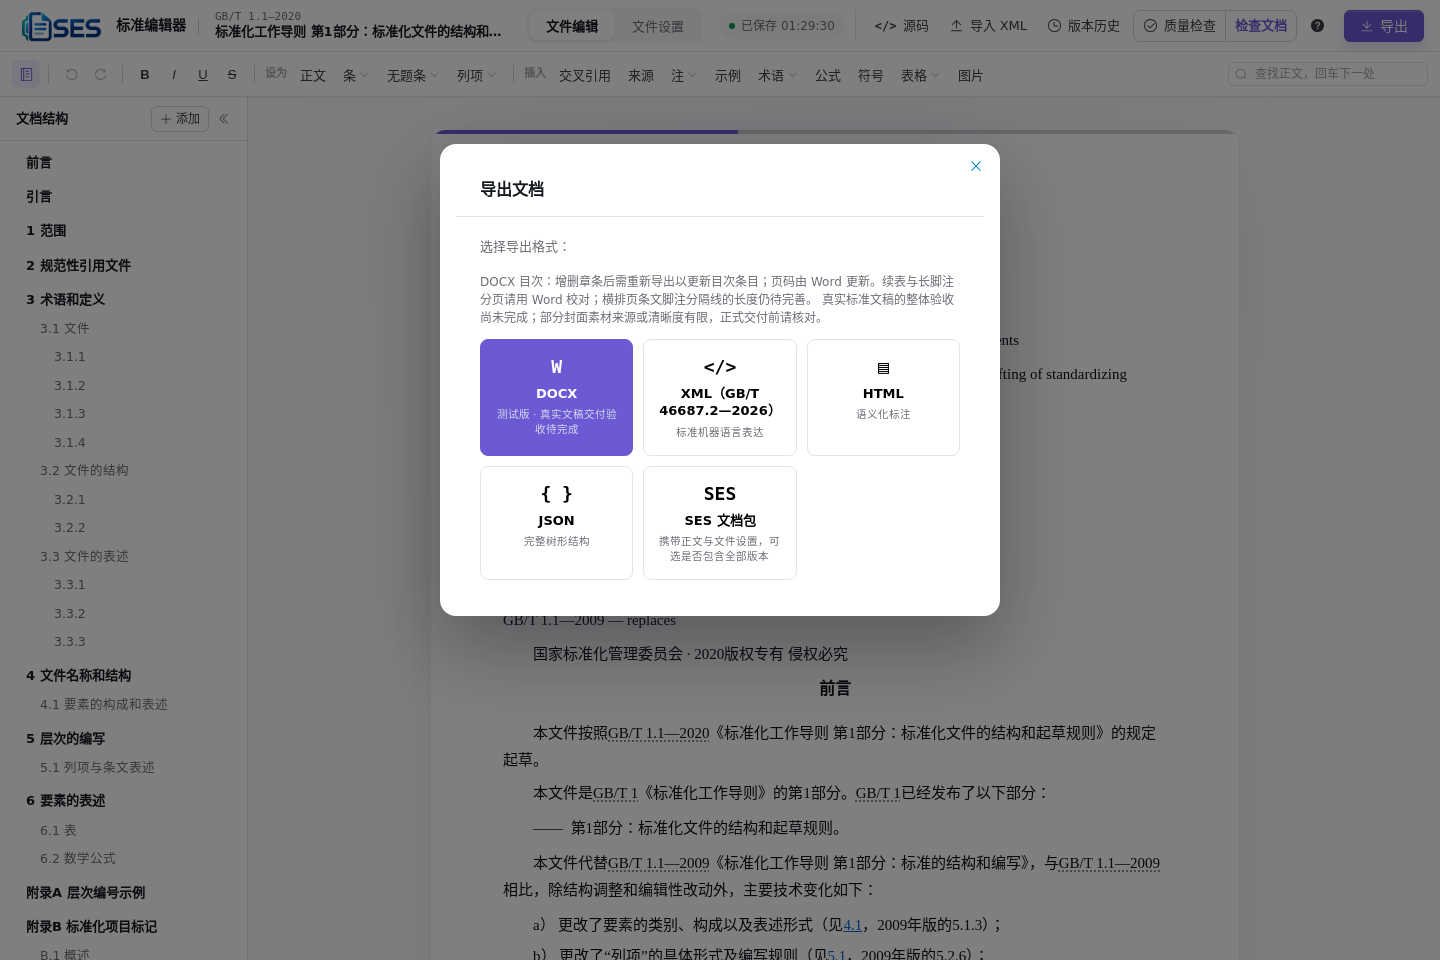 SES 标准编辑器
GB/T 1.1—2020
标准化工作导则 第1部分：标准化文件的结构和...
文件编辑 文件设置
已保存 01:29:30
</> 源码 导入 XML 版本历史 质量检查 检查文档 ? 导出
B I U S 设为 正文 条 无题条 列项 插入 交叉引用 来源 注 示例 术语 公式 符号 表格 图片 查找正文，回车下一处
文档结构 添加
前言
引言
1 范围
2 规范性引用文件
3 术语和定义
3.1 文件
3.1.1
3.1.2
3.1.3
3.1.4
3.2 文件的结构
3.2.1
3.2.2
3.3 文件的表述
3.3.1
3.3.2
3.3.3
4 文件名称和结构
4.1 要素的构成和表述
5 层次的编写
5.1 列项与条文表述
6 要素的表述
6.1 表
6.2 数学公式
附录A 层次编号示例
附录B 标准化项目标记
B.1 概述
导出文档
选择导出格式：
DOCX 目次：增删章条后需重新导出以更新目次条目；页码由 Word 更新。续表与长脚注
分页请用 Word 校对；横排页条文脚注分隔线的长度仍待完善。 真实标准文稿的整体验收
尚未完成；部分封面素材来源或清晰度有限，正式交付前请核对。
W
DOCX
测试版 · 真实文稿交付验
收待完成
</>
XML（GB/T
46687.2—2026）
标准机器语言表达
▤
HTML
语义化标注
{ }
JSON
完整树形结构
SES
SES 文档包
携带正文与文件设置，可
选是否包含全部版本
nts
fting of standardizing
GB/T 1.1—2009 — replaces
国家标准化管理委员会 · 2020版权专有 侵权必究
前言
本文件按照GB/T 1.1—2020《标准化工作导则 第1部分：标准化文件的结构和起草规则》的规定
起草。
本文件是GB/T 1《标准化工作导则》的第1部分。GB/T 1已经发布了以下部分：
—— 第1部分：标准化文件的结构和起草规则。
本文件代替GB/T 1.1—2009《标准化工作导则 第1部分：标准的结构和编写》，与GB/T 1.1—2009
相比，除结构调整和编辑性改动外，主要技术变化如下：
a） 更改了要素的类别、构成以及表述形式（见4.1，2009年版的5.1.3）；
b） 更改了“列项”的具体形式及编写规则（见5.1，2009年版的5.2.6）；